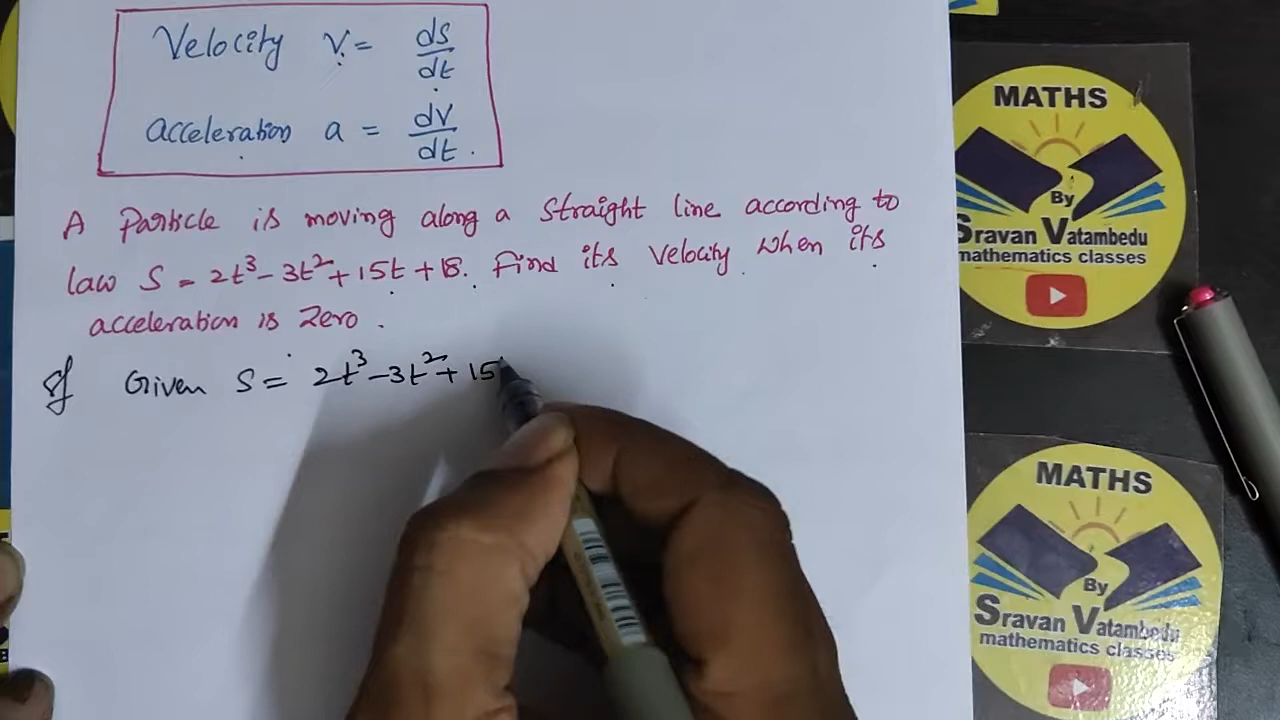 Velocity v = ds/dt
acceleration a = dv/dt.
A Particle is moving along a straight line according to
law S = 2t³ - 3t² + 15t + 18. Find its Velocity when its
acceleration is Zero.
Given S = 2t³ - 3t² + 15
MATHS
By
Sravan Vatambedu
mathematics classes
MATHS
By
Sravan Vatambedu
mathematics classes